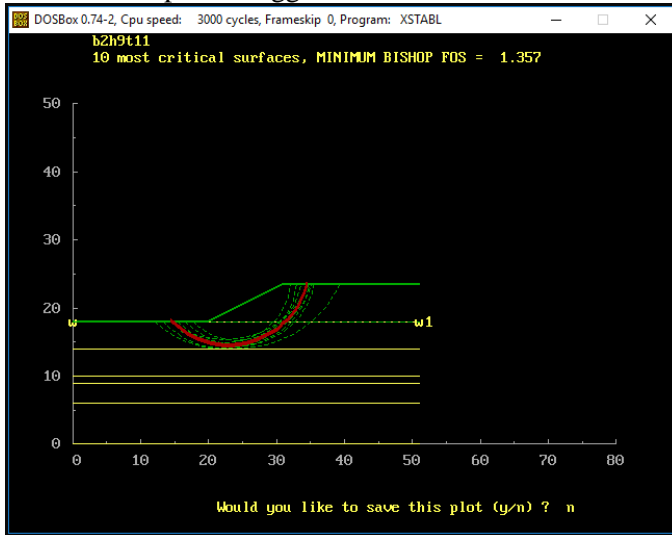 DOSBox 0.74-2, Cpu speed: 3000 cycles, Frameskip 0, Program: XSTABL
b2h9t11
10 most critical surfaces, MINIMUM BISHOP FOS = 1.357
50
40
30
20
w w1
10
0
0 10 20 30 40 50 60 70 80
Would you like to save this plot (y/n) ? n